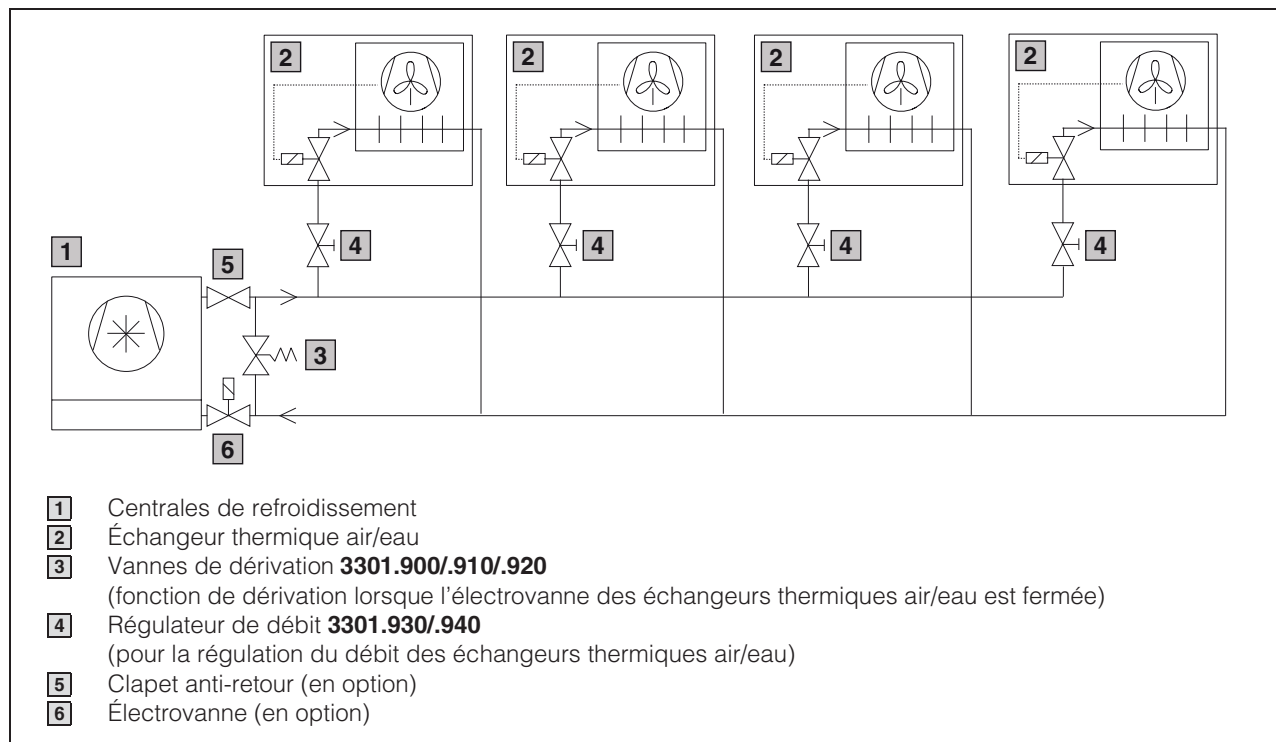 2 2 2 2
4 4 4 4
1
5
3
6
1 Centrales de refroidissement
2 Échangeur thermique air/eau
3 Vannes de dérivation 3301.900/.910/.920
(fonction de dérivation lorsque l'électrovanne des échangeurs thermiques air/eau est fermée)
4 Régulateur de débit 3301.930/.940
(pour la régulation du débit des échangeurs thermiques air/eau)
5 Clapet anti-retour (en option)
6 Électrovanne (en option)